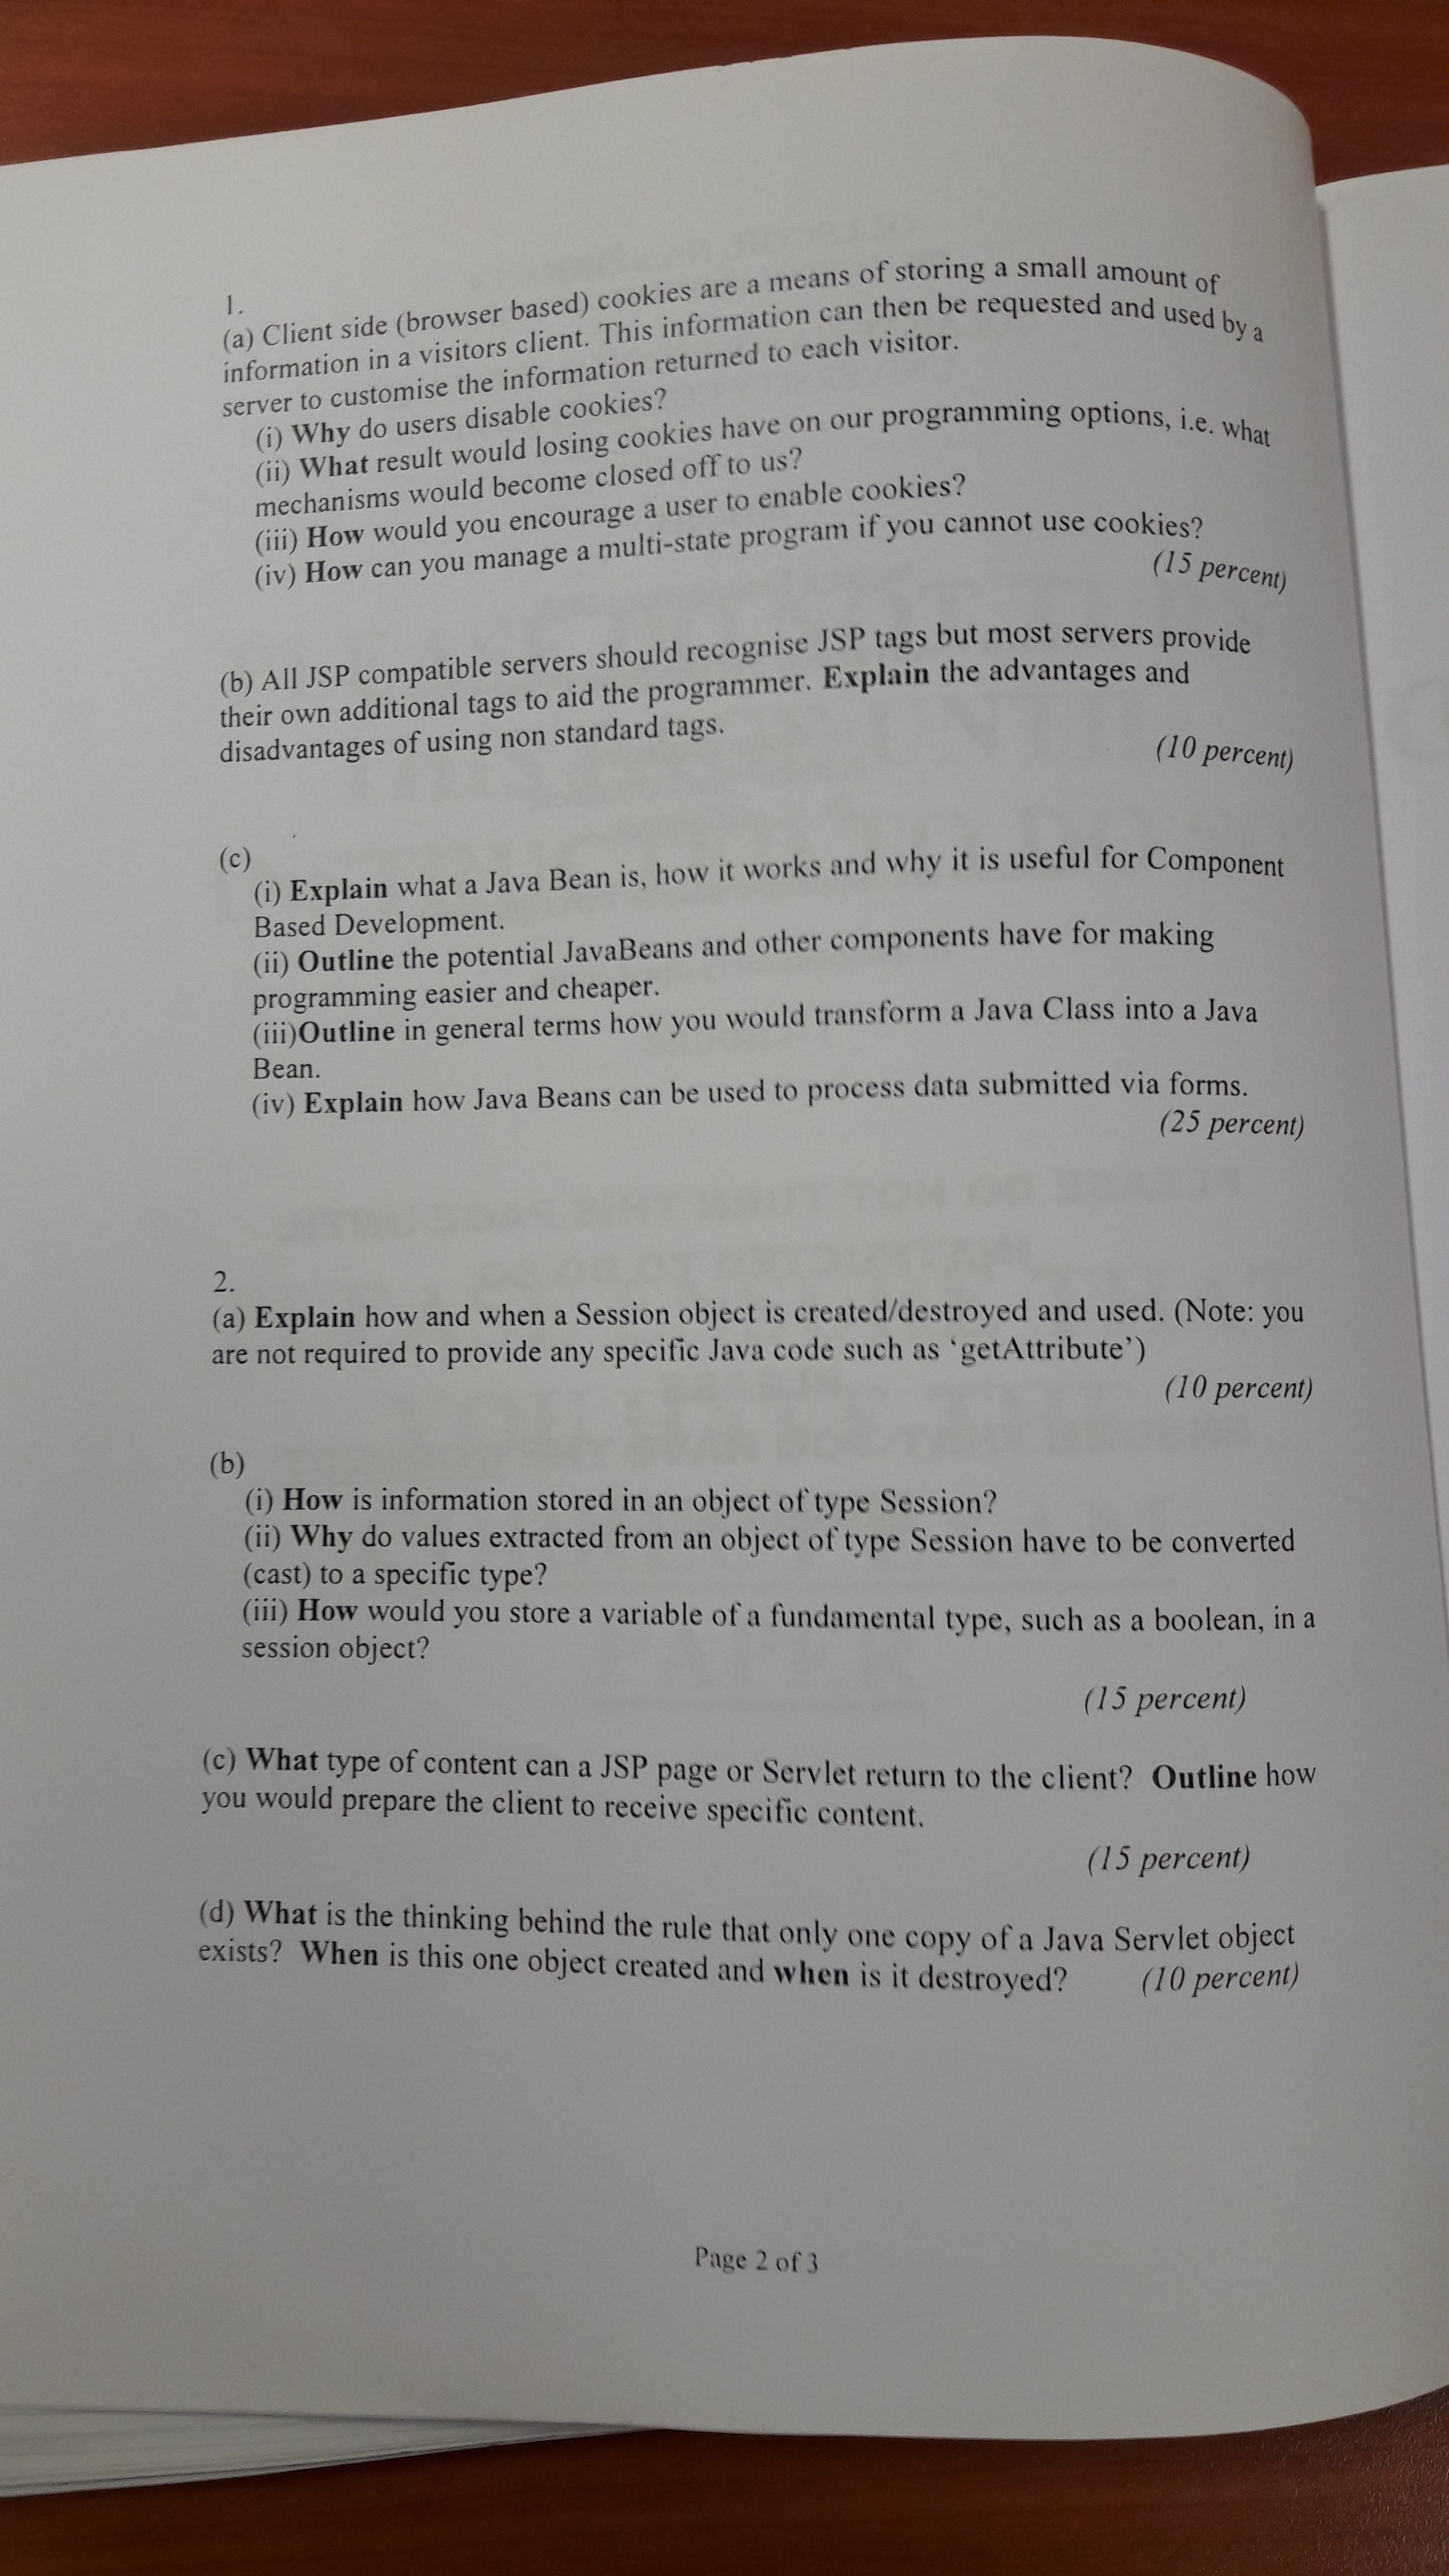 1.
(a) Client side (browser based) cookies are a means of storing a small amount of
information in a visitors client. This information can then be requested and used by a
server to customise the information returned to each visitor.
(i) Why do users disable cookies?
(ii) What result would losing cookies have on our programming options, i.e. what
mechanisms would become closed off to us?
(iii) How would you encourage a user to enable cookies?
(iv) How can you manage a multi-state program if you cannot use cookies?
(15 percent)
(b) All JSP compatible servers should recognise JSP tags but most servers provide
their own additional tags to aid the programmer. Explain the advantages and
disadvantages of using non standard tags.
(10 percent)
(c)
(i) Explain what a Java Bean is, how it works and why it is useful for Component
Based Development.
(ii) Outline the potential JavaBeans and other components have for making
programming easier and cheaper.
(iii)Outline in general terms how you would transform a Java Class into a Java
Bean.
(iv) Explain how Java Beans can be used to process data submitted via forms.
(25 percent)
PLEASE DO NOT TURN THIS PAGE UNTIL
INSTRUCTED TO DO SO
2.
(a) Explain how and when a Session object is created/destroyed and used. (Note: you
are not required to provide any specific Java code such as ‘getAttribute’)
(10 percent)
(b)
(i) How is information stored in an object of type Session?
(ii) Why do values extracted from an object of type Session have to be converted
(cast) to a specific type?
(iii) How would you store a variable of a fundamental type, such as a boolean, in a
session object?
(15 percent)
(c) What type of content can a JSP page or Servlet return to the client? Outline how
you would prepare the client to receive specific content.
(15 percent)
(d) What is the thinking behind the rule that only one copy of a Java Servlet object
exists? When is this one object created and when is it destroyed? (10 percent)
Page 2 of 3